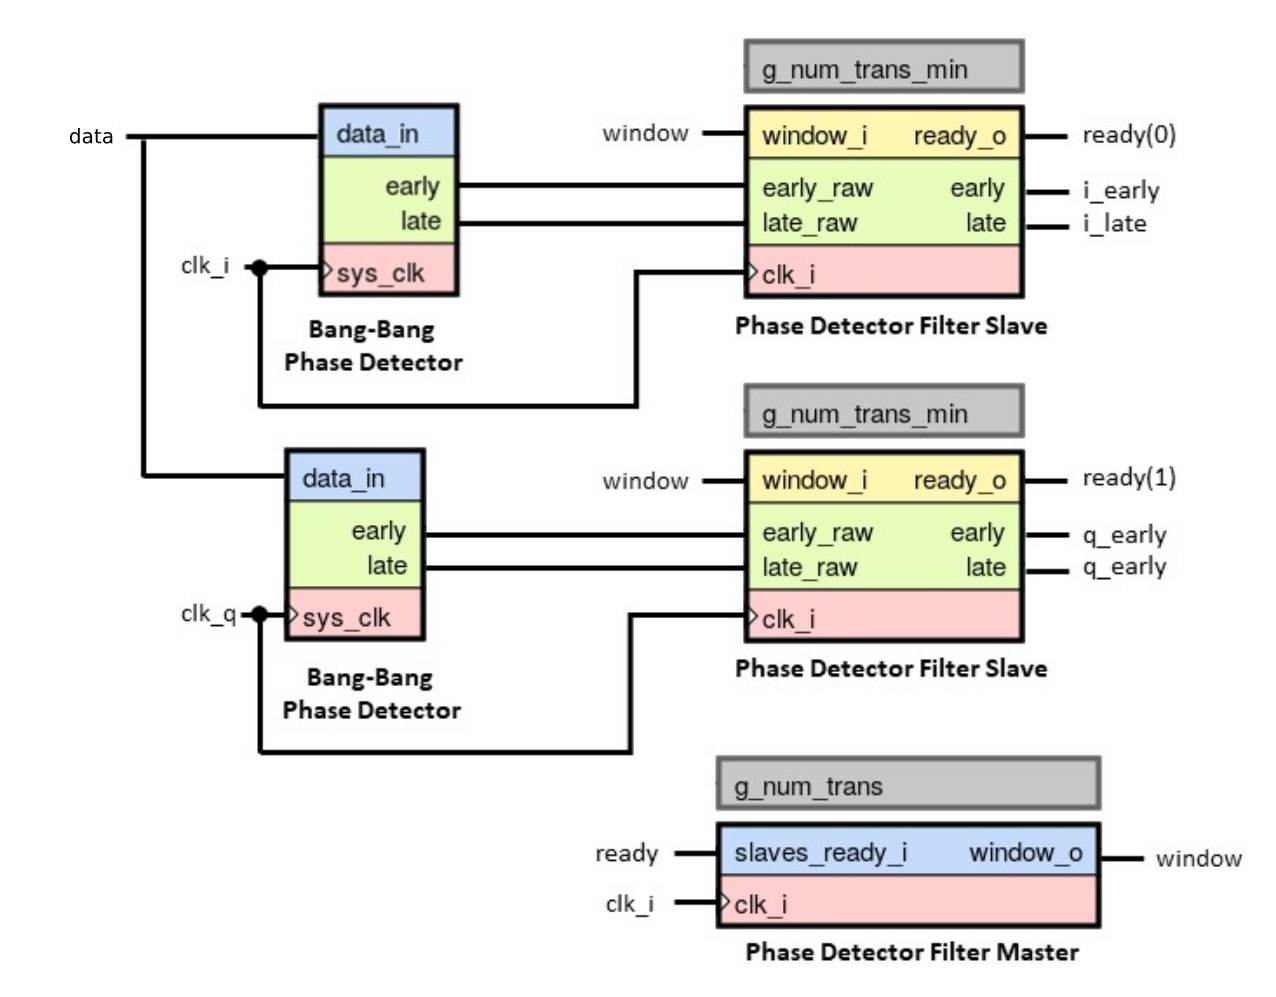 g_num_trans_min
data
data_in
early
late
clk_i
sys_clk
Bang-Bang
Phase Detector
window
window_i ready_o
early_raw early
late_raw late
clk_i
ready(0)
i_early
i_late
Phase Detector Filter Slave
g_num_trans_min
data_in
early
late
clk_q
sys_clk
Bang-Bang
Phase Detector
window
window_i ready_o
early_raw early
late_raw late
clk_i
ready(1)
q_early
q_early
Phase Detector Filter Slave
g_num_trans
ready
slaves_ready_i window_o
window
clk_i
clk_i
Phase Detector Filter Master